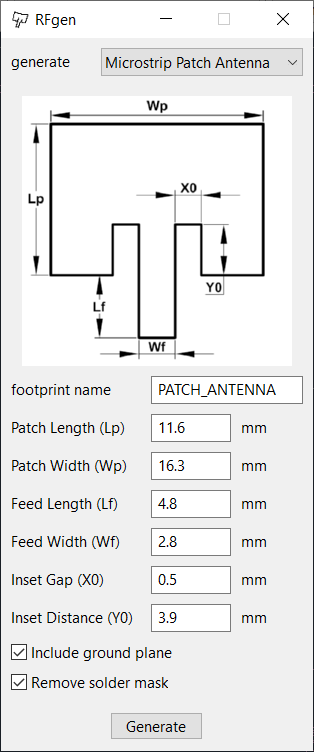 RFgen
generate Microstrip Patch Antenna
Wp
X0
Lp
Y0
Lf
Wf
footprint name PATCH_ANTENNA
Patch Length (Lp) 11.6 mm
Patch Width (Wp) 16.3 mm
Feed Length (Lf) 4.8 mm
Feed Width (Wf) 2.8 mm
Inset Gap (X0) 0.5 mm
Inset Distance (Y0) 3.9 mm
Include ground plane
Remove solder mask
Generate